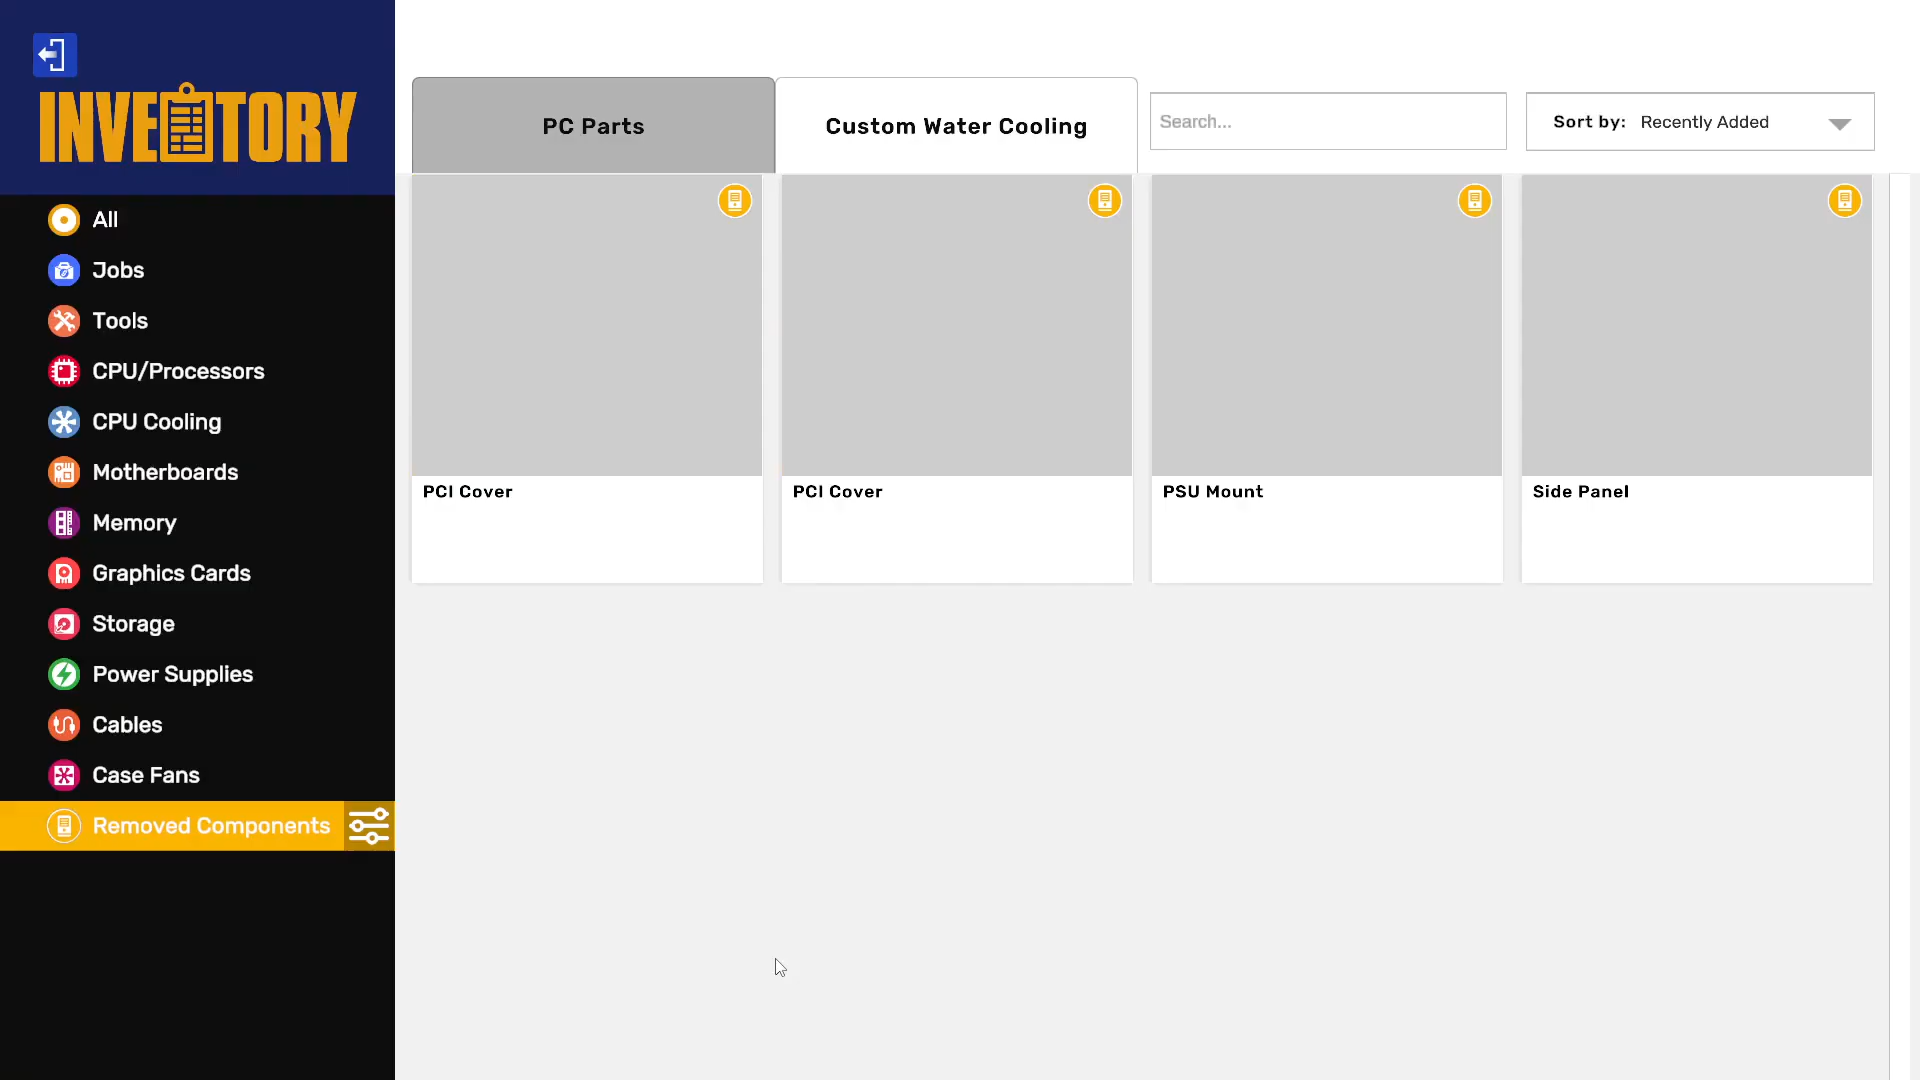 INVENTORY
PC Parts
Custom Water Cooling
Search...
Sort by: Recently Added
All
Jobs
Tools
CPU/Processors
CPU Cooling
Motherboards
Memory
Graphics Cards
Storage
Power Supplies
Cables
Case Fans
Removed Components
PCI Cover
PCI Cover
PSU Mount
Side Panel